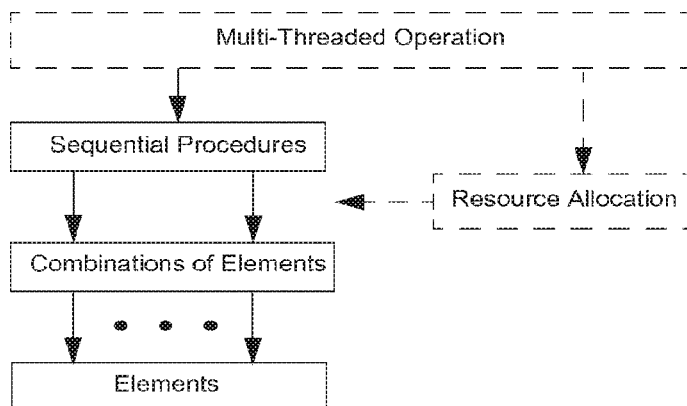 Multi-Threaded Operation
Sequential Procedures
Resource Allocation
Combinations of Elements
Elements